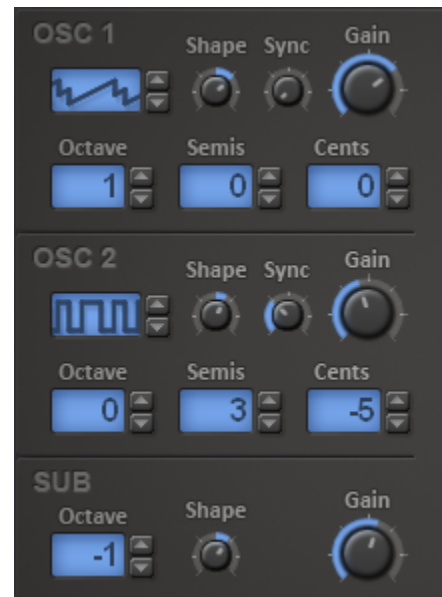 OSC 1 Shape Sync Gain
Octave Semis Cents
1 0 0
OSC 2 Shape Sync Gain
Octave Semis Cents
0 3 -5
SUB
Octave Shape Gain
-1